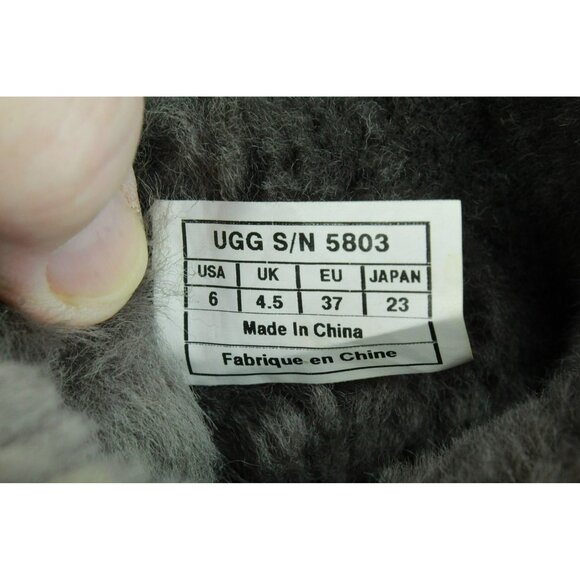 UGG S/N 5803
USA UK EU JAPAN
6 4.5 37 23
Made In China
Fabrique en Chine